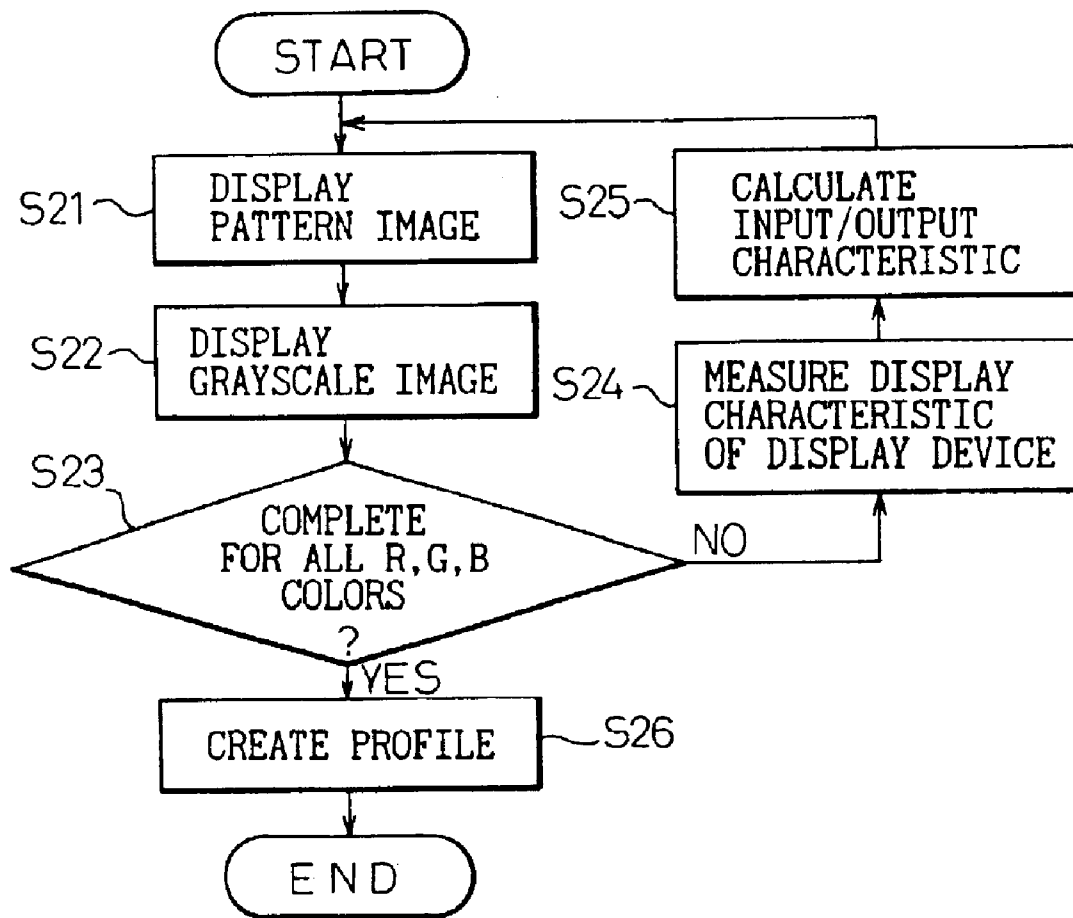 START
S21
DISPLAY
PATTERN IMAGE
S22
DISPLAY
GRAYSCALE IMAGE
S23
COMPLETE
FOR ALL R,G,B
COLORS
?
NO
YES
S24
MEASURE DISPLAY
CHARACTERISTIC
OF DISPLAY DEVICE
S25
CALCULATE
INPUT/OUTPUT
CHARACTERISTIC
CREATE PROFILE
S26
END